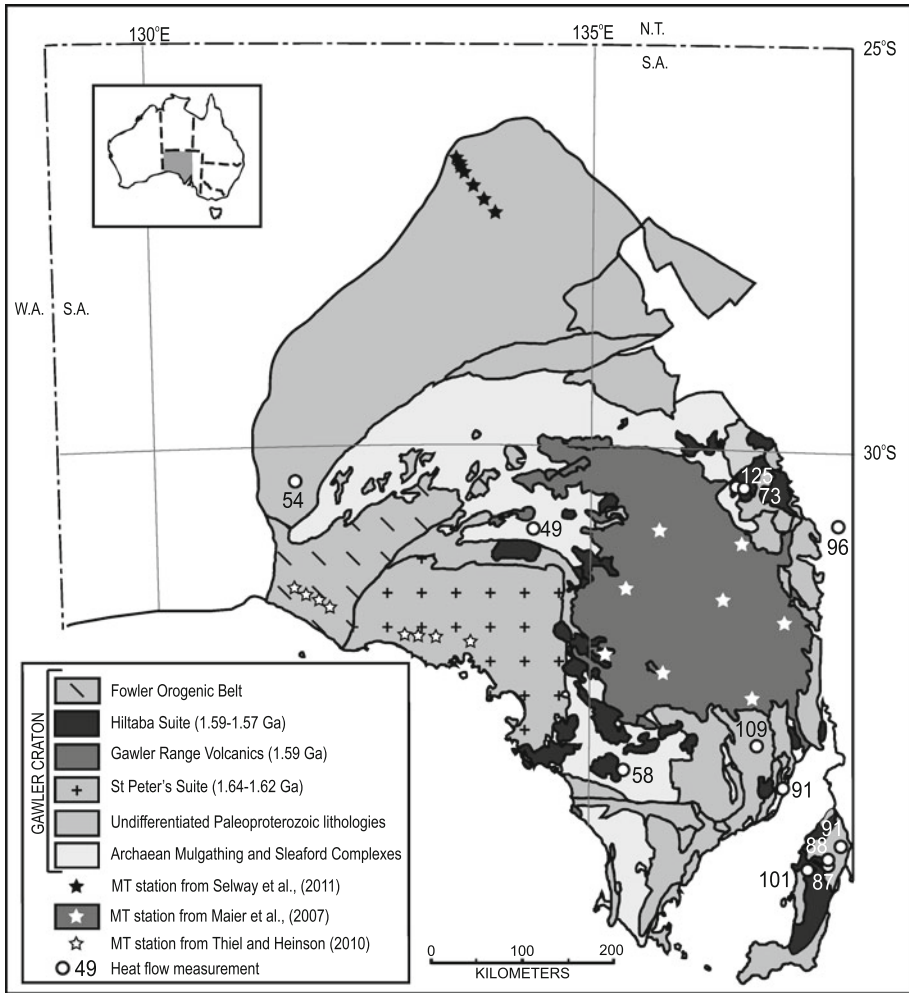 130°E
135°E
N.T.
S.A.
25°S
W.A.
S.A.
30°S
54
49
125
73
96
109
58
91
91
88
101
87
GAWLER CRATON
Fowler Orogenic Belt
Hiltaba Suite (1.59-1.57 Ga)
Gawler Range Volcanics (1.59 Ga)
St Peter's Suite (1.64-1.62 Ga)
Undifferentiated Paleoproterozoic lithologies
Archaean Mulgathing and Sleaford Complexes
MT station from Selway et al., (2011)
MT station from Maier et al., (2007)
MT station from Thiel and Heinson (2010)
49 Heat flow measurement
0 100 200
KILOMETERS